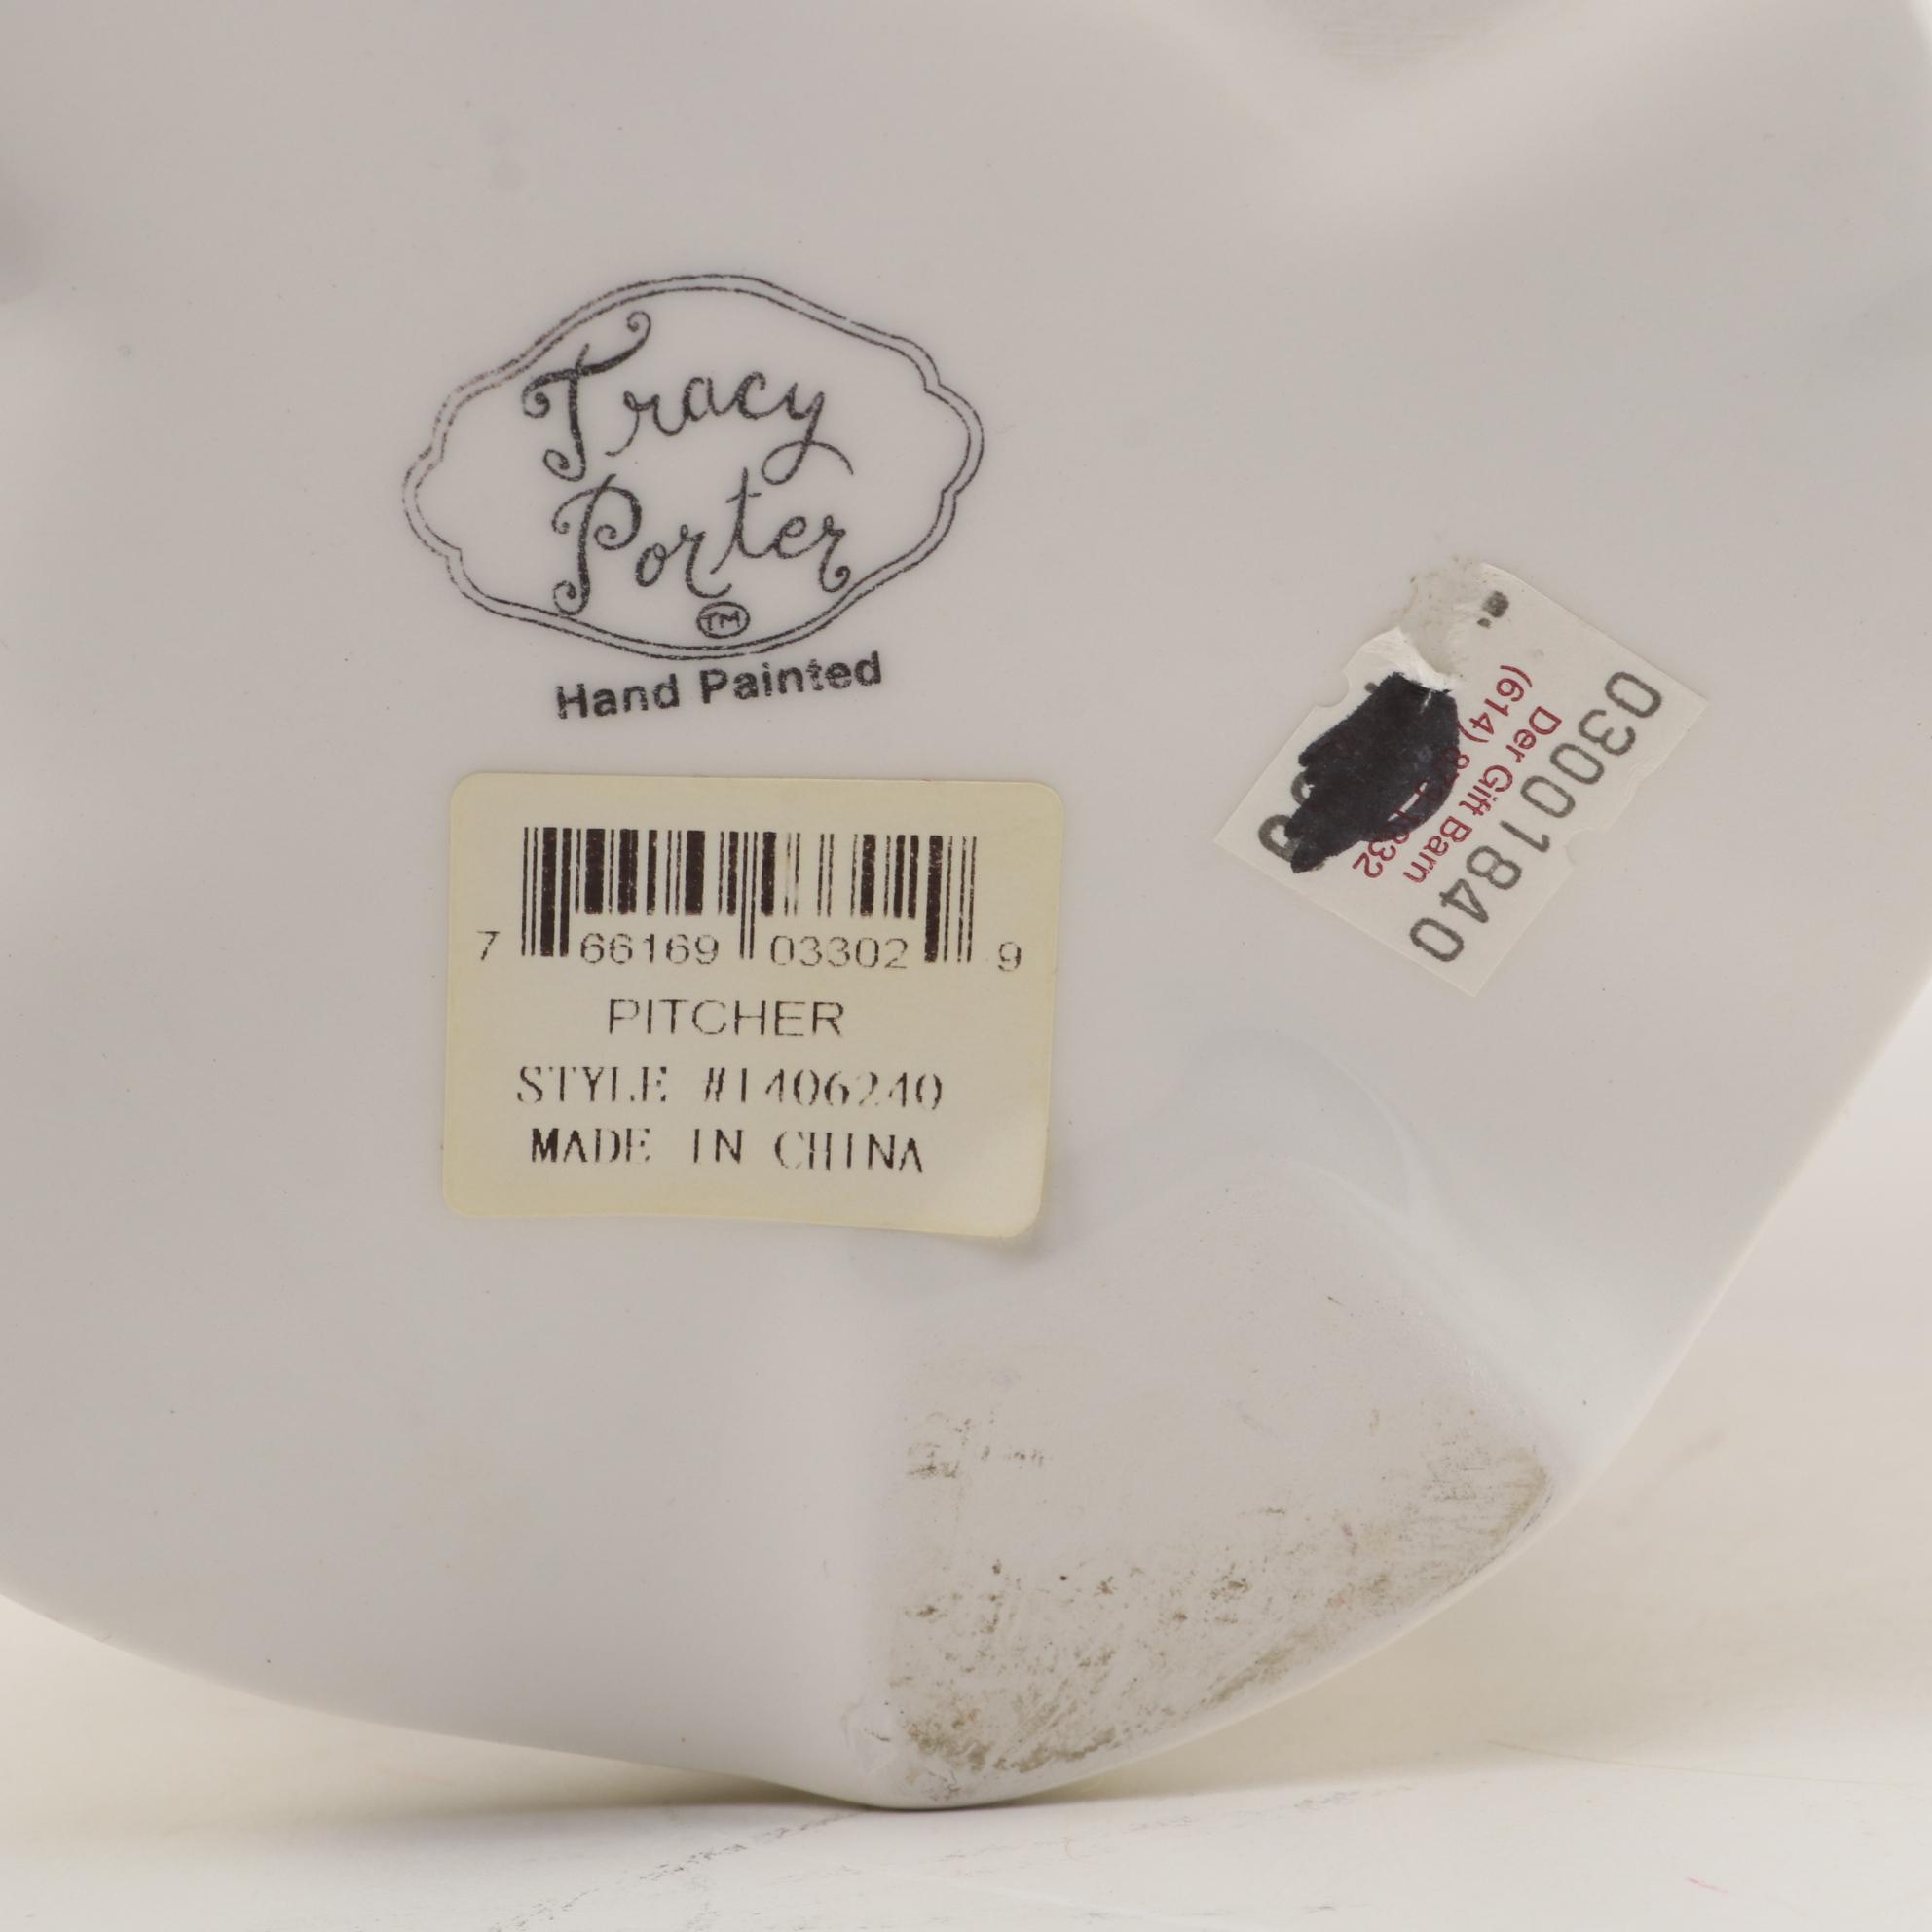 Tracy
Porter
TM
Hand Painted
7 66169 03302 9
PITCHER
STYLE #1406240
MADE IN CHINA
03001840
Der Gift Barn
(614)